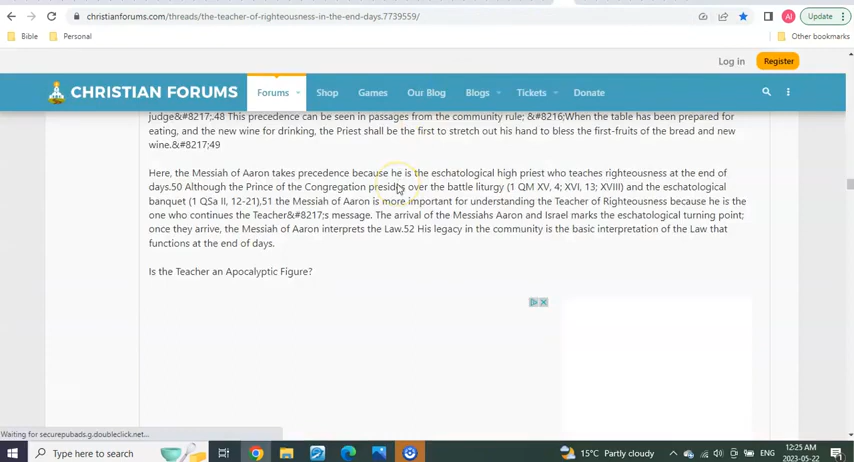 christianforums.com/threads/the-teacher-of-righteousness-in-the-end-days.7739559/
AI
Update
Bible
Personal
Other bookmarks
Log in
Register
CHRISTIAN FORUMS
Forums
Shop
Games
Our Blog
Blogs
Tickets
Donate
judge&#8217;.48 This precedence can be seen in passages from the community rule; &#8216;When the table has been prepared for
eating, and the new wine for drinking, the Priest shall be the first to stretch out his hand to bless the first-fruits of the bread and new
wine.&#8217;49
Here, the Messiah of Aaron takes precedence because he is the eschatological high priest who teaches righteousness at the end of
days.50 Although the Prince of the Congregation presides over the battle liturgy (1 QM XV, 4; XVI, 13; XVIII) and the eschatological
banquet (1 QSa II, 12-21),51 the Messiah of Aaron is more important for understanding the Teacher of Righteousness because he is the
one who continues the Teacher&#8217;s message. The arrival of the Messiahs Aaron and Israel marks the eschatological turning point;
once they arrive, the Messiah of Aaron interprets the Law.52 His legacy in the community is the basic interpretation of the Law that
functions at the end of days.
Is the Teacher an Apocalyptic Figure?
Waiting for securepubads.g.doubleclick.net...
Type here to search
15°C Partly cloudy
ENG
12:25 AM
2023-05-22